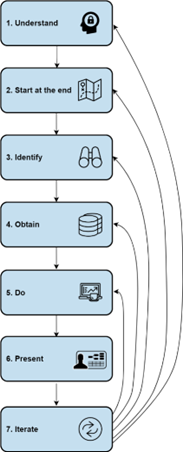 1. Understand
2. Start at the end
3. Identify
4. Obtain
5. Do
6. Present
7. Iterate